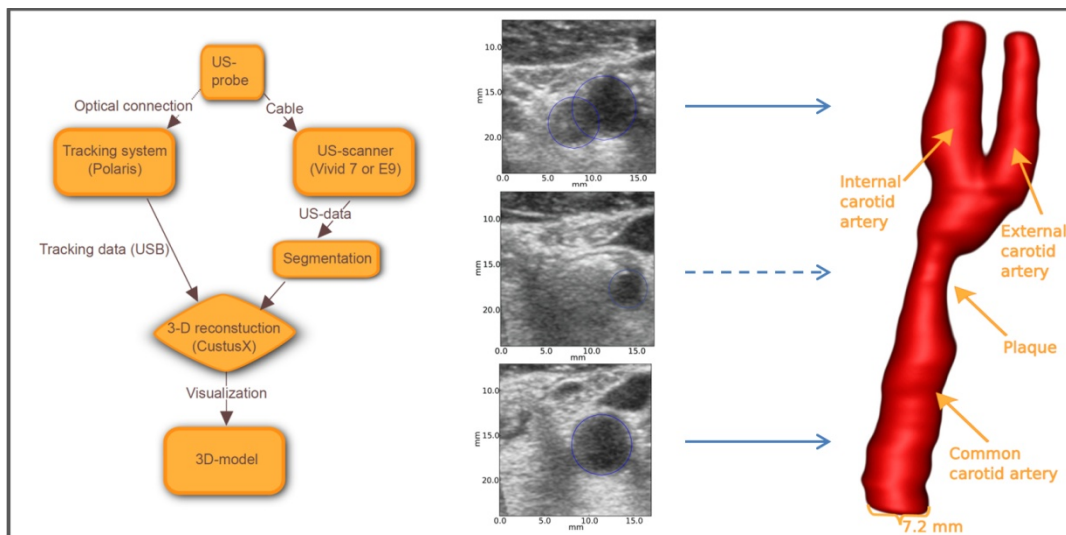 US-
probe
Optical connection
Cable
Tracking system
(Polaris)
US-scanner
(Vivid 7 or E9)
US-data
Tracking data (USB)
Segmentation
3-D reconstuction
(CustusX)
Visualization
3D-model
10.0
15.0
20.0
mm
0.0 5.0 10.0 15.0
mm
10.0
15.0
20.0
mm
0.0 5.0 10.0 15.0
mm
10.0
15.0
20.0
mm
0.0 5.0 10.0 15.0
mm
Internal
carotid
artery
External
carotid
artery
Plaque
Common
carotid artery
7.2 mm